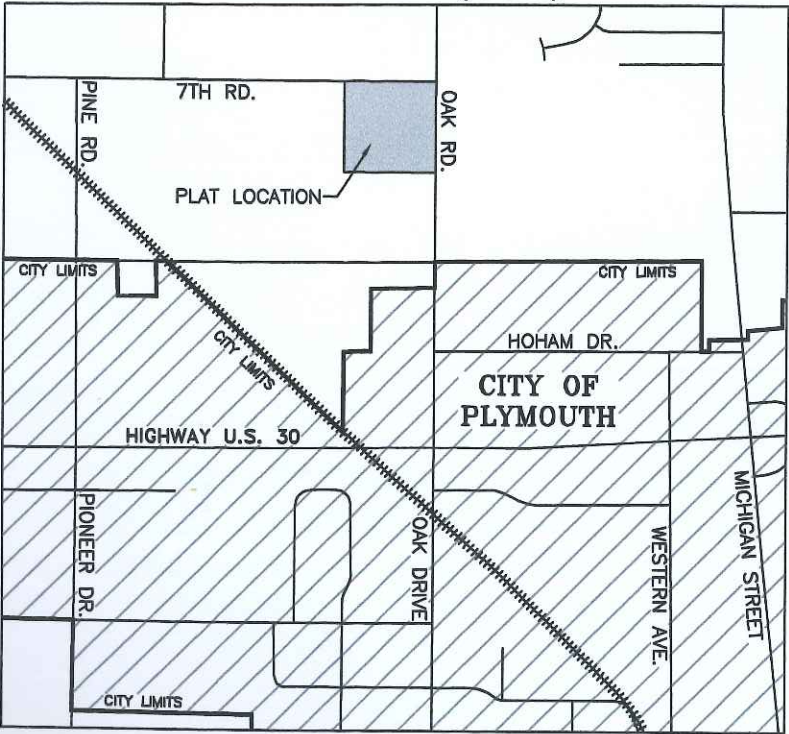 7TH RD.
PINE RD.
OAK RD.
PLAT LOCATION
CITY LIMITS
CITY LIMITS
CITY LIMITS
HOHAM DR.
CITY OF
PLYMOUTH
HIGHWAY U.S. 30
PIONEER DR.
OAK DRIVE
WESTERN AVE.
MICHIGAN STREET
CITY LIMITS